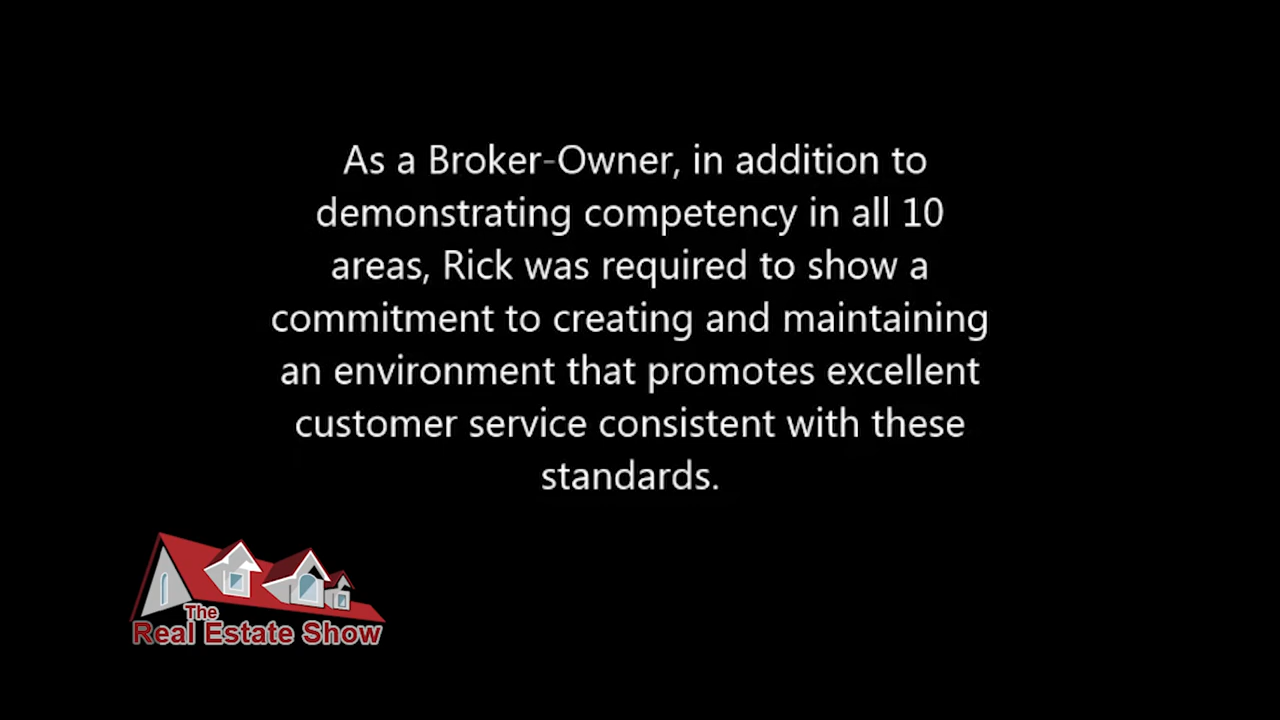 As a Broker-Owner, in addition to
demonstrating competency in all 10
areas, Rick was required to show a
commitment to creating and maintaining
an environment that promotes excellent
customer service consistent with these
standards.
The
Real Estate Show